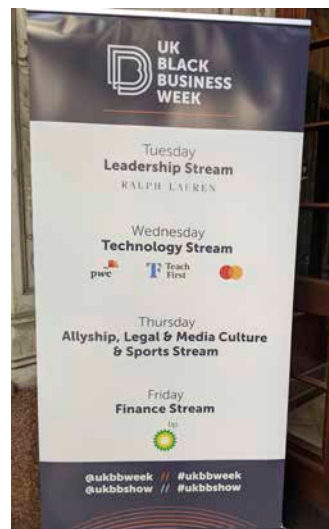 UK
BLACK
BUSINESS
WEEK
Tuesday
Leadership Stream
RALPH LAUREN
Wednesday
Technology Stream
pwc
Teach
First
Thursday
Allyship, Legal & Media Culture
& Sports Stream
Friday
Finance Stream
bp
@ukbbweek // #ukbbweek
@ukbbshow // #ukbbshow